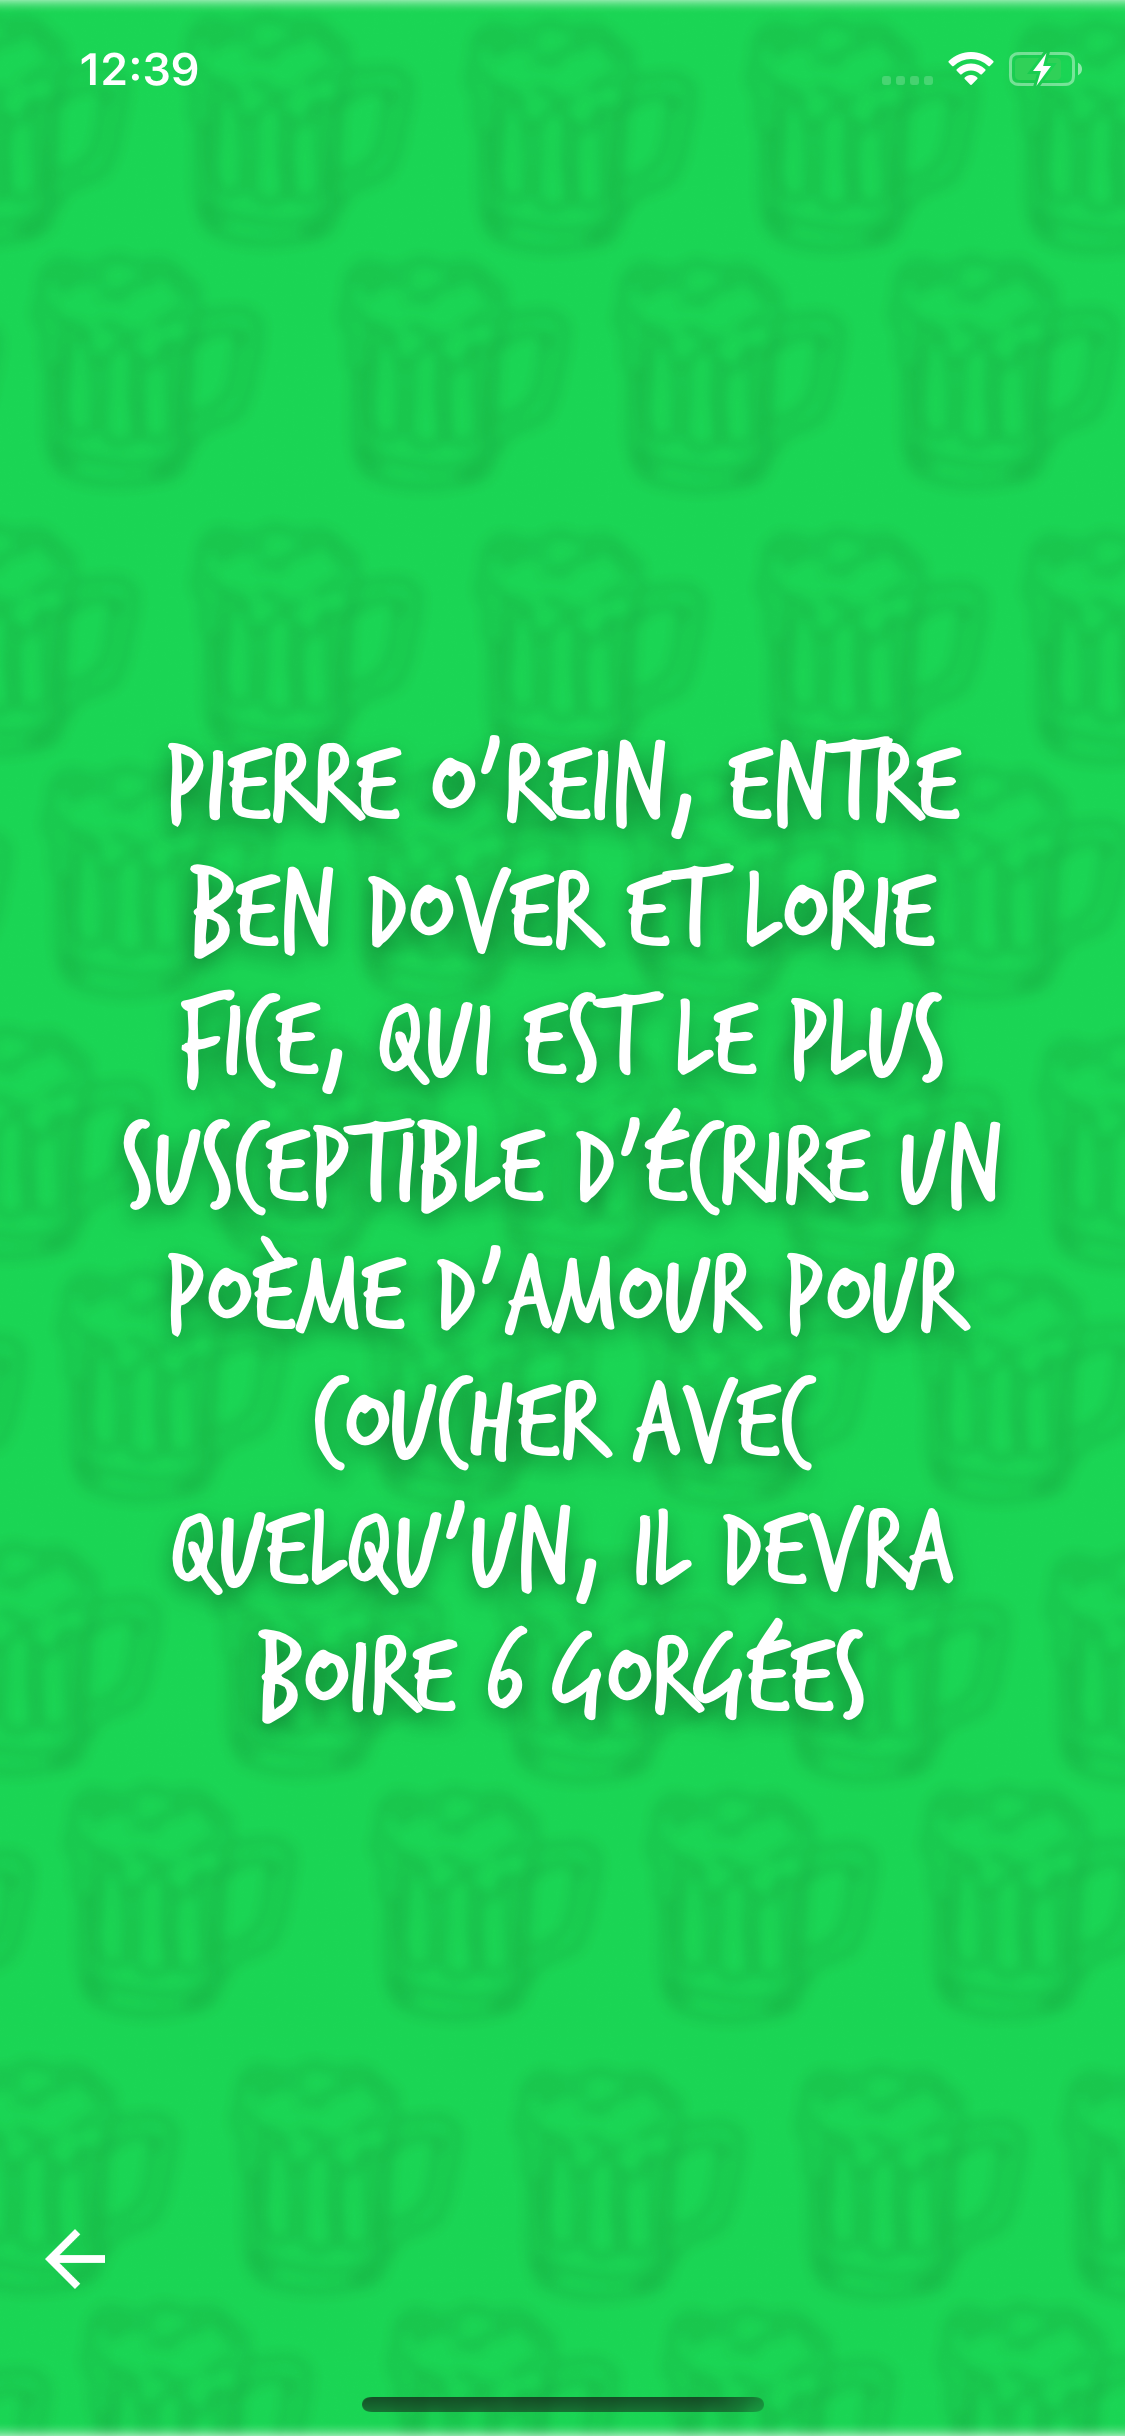 12:39
PIERRE O'REIN, ENTRE
BEN DOVER ET LORIE
FICE, QUI EST LE PLUS
SUSCEPTIBLE D'ÉCRIRE UN
POÈME D'AMOUR POUR
COUCHER AVEC
QUELQU'UN, IL DEVRA
BOIRE 6 GORGÉES